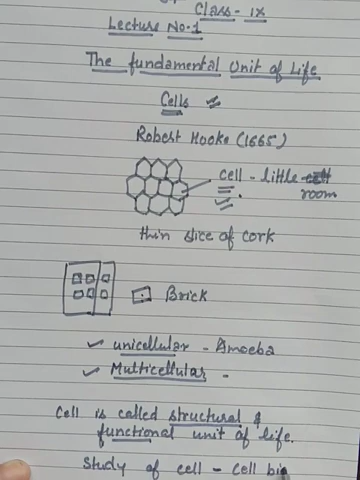 Class - IX
Lecture No-1
The fundamental Unit of Life
Cells
Robert Hooke (1665)
cell - little
room
thin slice of cork
Brick
unicellular - Amoeba
Multicellular -
Cell is called structural &
functional unit of life.
Study of cell - Cell bi